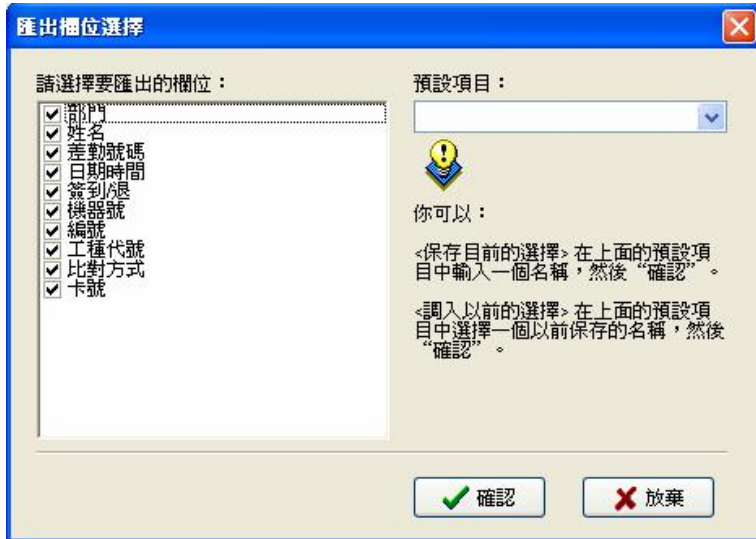 匯出欄位選擇
請選擇要匯出的欄位：
部門
姓名
差勤號碼
日期時間
簽到/退
機器號
編號
工種代號
比對方式
卡號
預設項目：
你可以：
<保存目前的選擇> 在上面的預設項
目中輸入一個名稱，然後“確認”。
<調入以前的選擇> 在上面的預設項
目中選擇一個以前保存的名稱，然後
“確認”。
確認
放棄